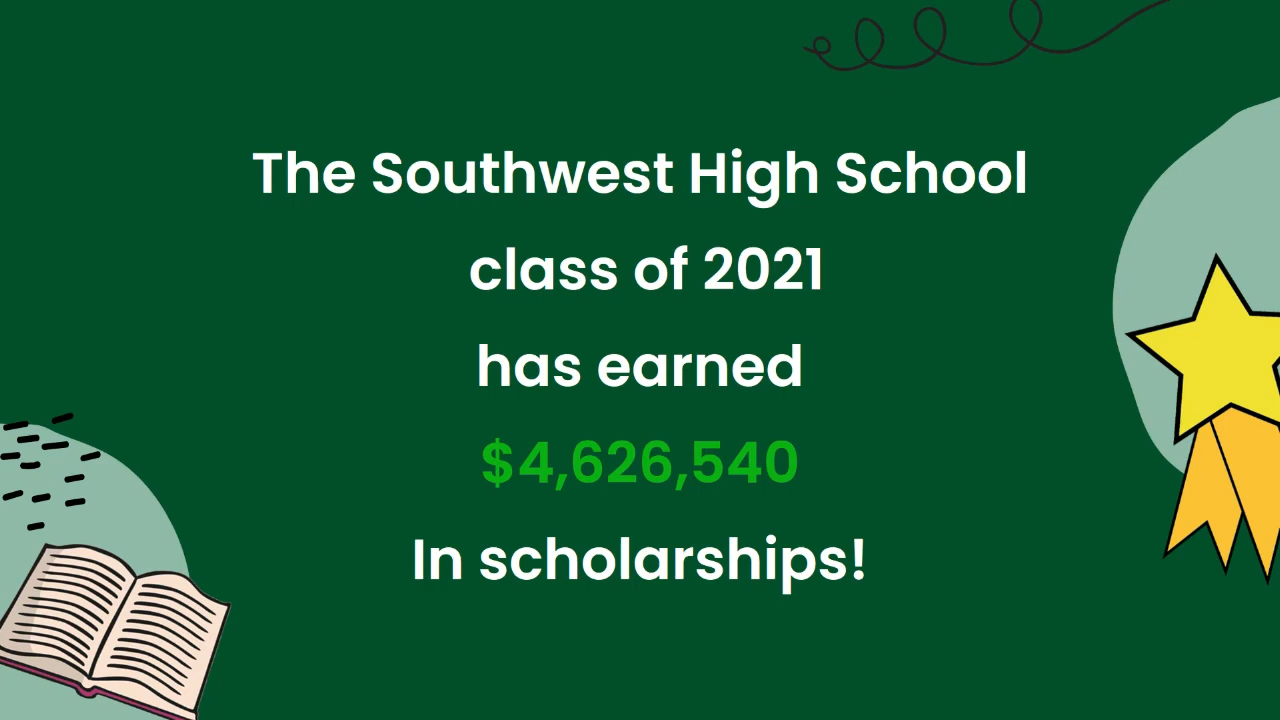 The Southwest High School
class of 2021
has earned
$4,626,540
In scholarships!